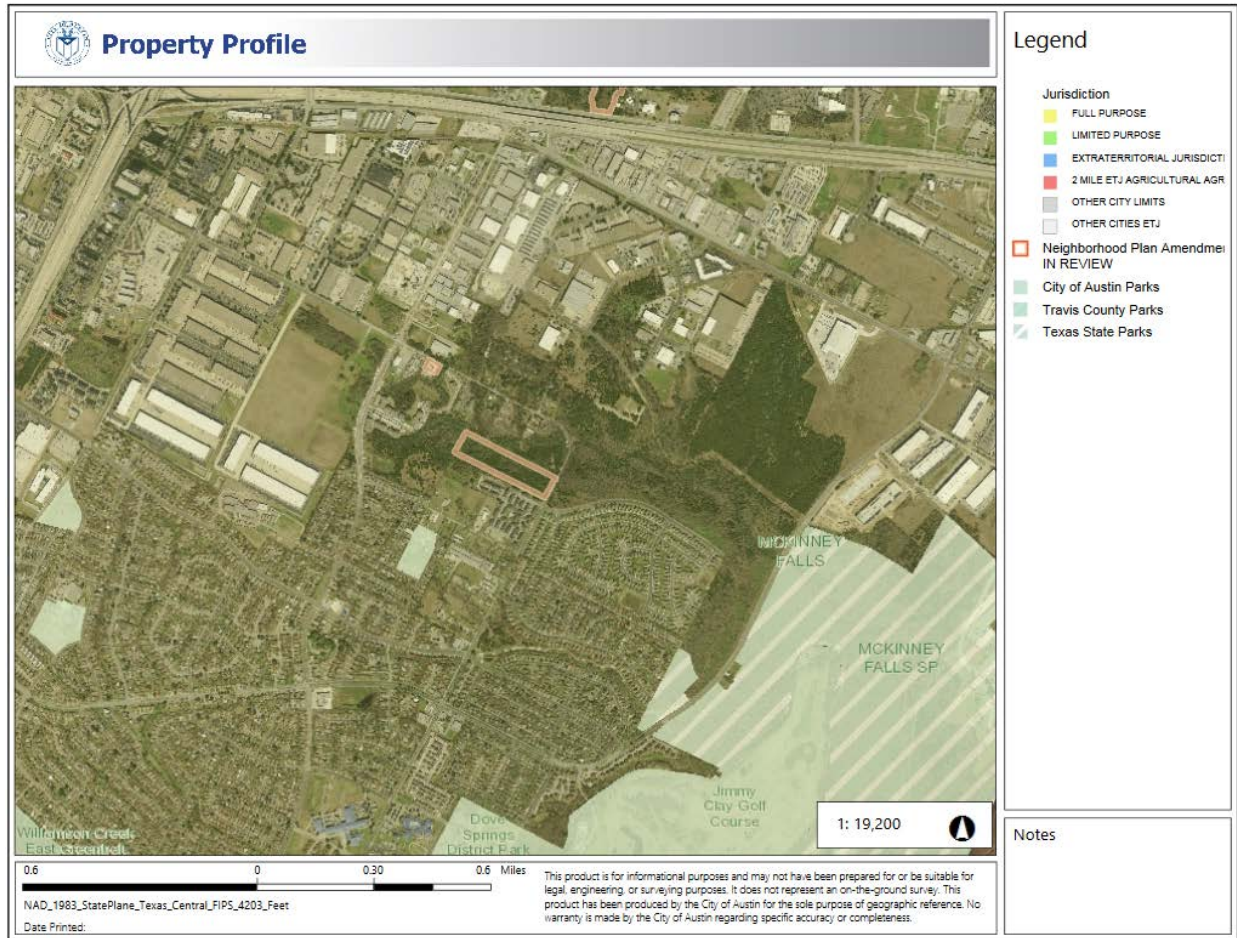 Property Profile
Legend
Jurisdiction
FULL PURPOSE
LIMITED PURPOSE
EXTRATERRITORIAL JURISDICTI
2 MILE ETJ AGRICULTURAL AGR
OTHER CITY LIMITS
OTHER CITIES ETJ
Neighborhood Plan Amendme
IN REVIEW
City of Austin Parks
Travis County Parks
Texas State Parks
MCKINNEY
FALLS
MCKINNEY
FALLS SP
Jimmy
Clay Golf
Course
Dove
Springs
District Park
Williamson Creek
East Greenbelt
1: 19,200
Notes
0.6 0 0.30 0.6 Miles
NAD_1983_StatePlane_Texas_Central_FIPS_4203_Feet
Date Printed:
This product is for informational purposes and may not have been prepared for or be suitable for
legal, engineering, or surveying purposes. It does not represent an on-the-ground survey. This
product has been produced by the City of Austin for the sole purpose of geographic reference. No
warranty is made by the City of Austin regarding specific accuracy or completeness.